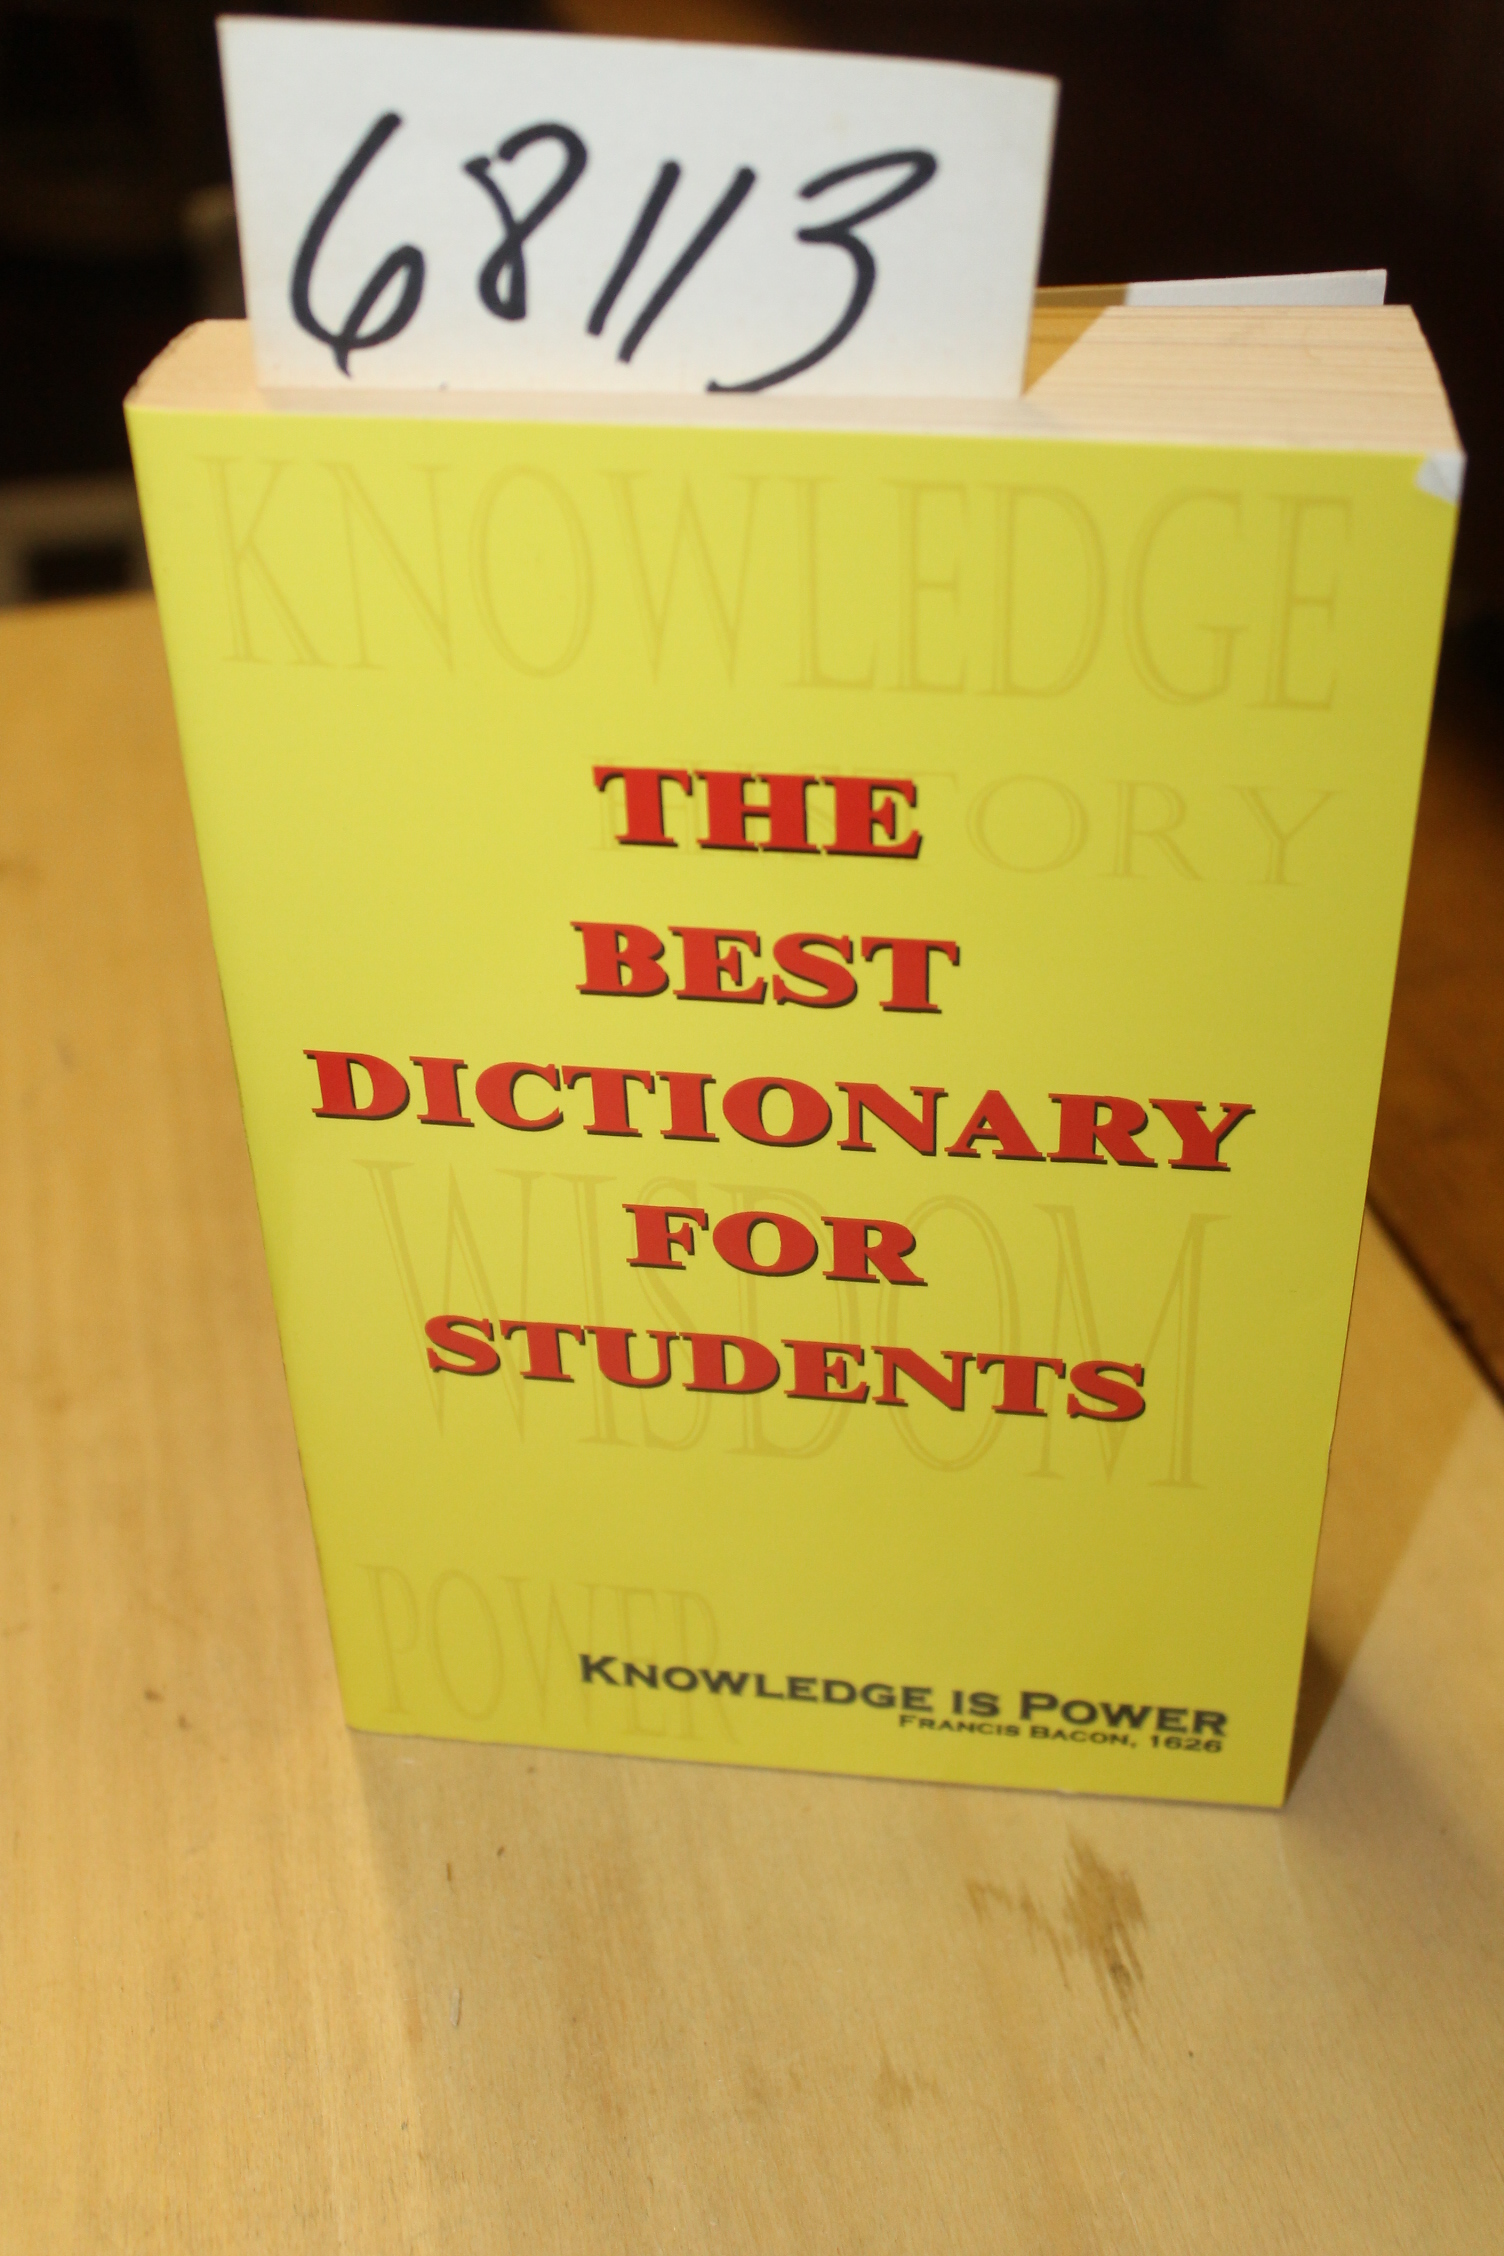 68113
KNOWLEDGE
HISTORY
THE
BEST
DICTIONARY
WISDOM
FOR
STUDENTS
POWER
KNOWLEDGE IS POWER
FRANCIS BACON, 1626